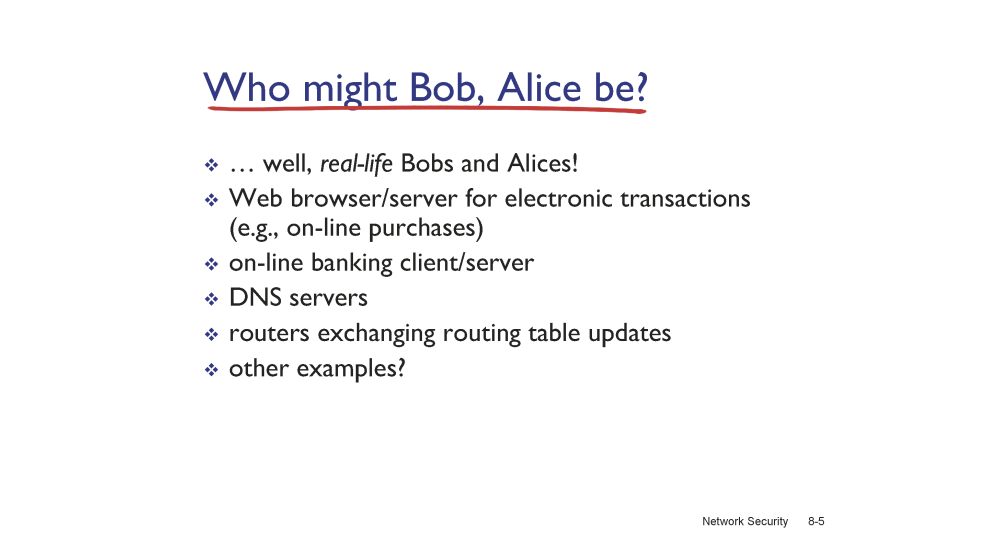 Who might Bob, Alice be?
❖ … well, real-life Bobs and Alices!
❖ Web browser/server for electronic transactions
(e.g., on-line purchases)
❖ on-line banking client/server
❖ DNS servers
❖ routers exchanging routing table updates
❖ other examples?
Network Security 8-5